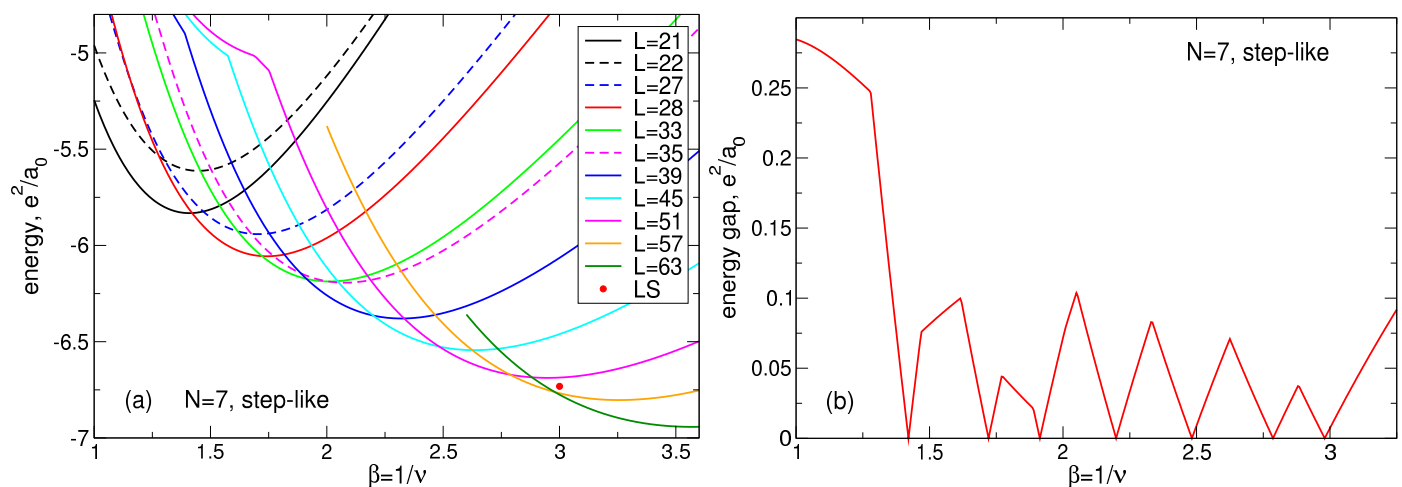 -5
-5.5
-6
-6.5
-7
energy, e²/a₀
1
1.5
2
2.5
3
3.5
β=1/ν
L=21
L=22
L=27
L=28
L=33
L=35
L=39
L=45
L=51
L=57
L=63
LS
(a) N=7, step-like
0.25
0.2
0.15
0.1
0.05
0
energy gap, e²/a₀
1
1.5
2
2.5
3
β=1/ν
N=7, step-like
(b)